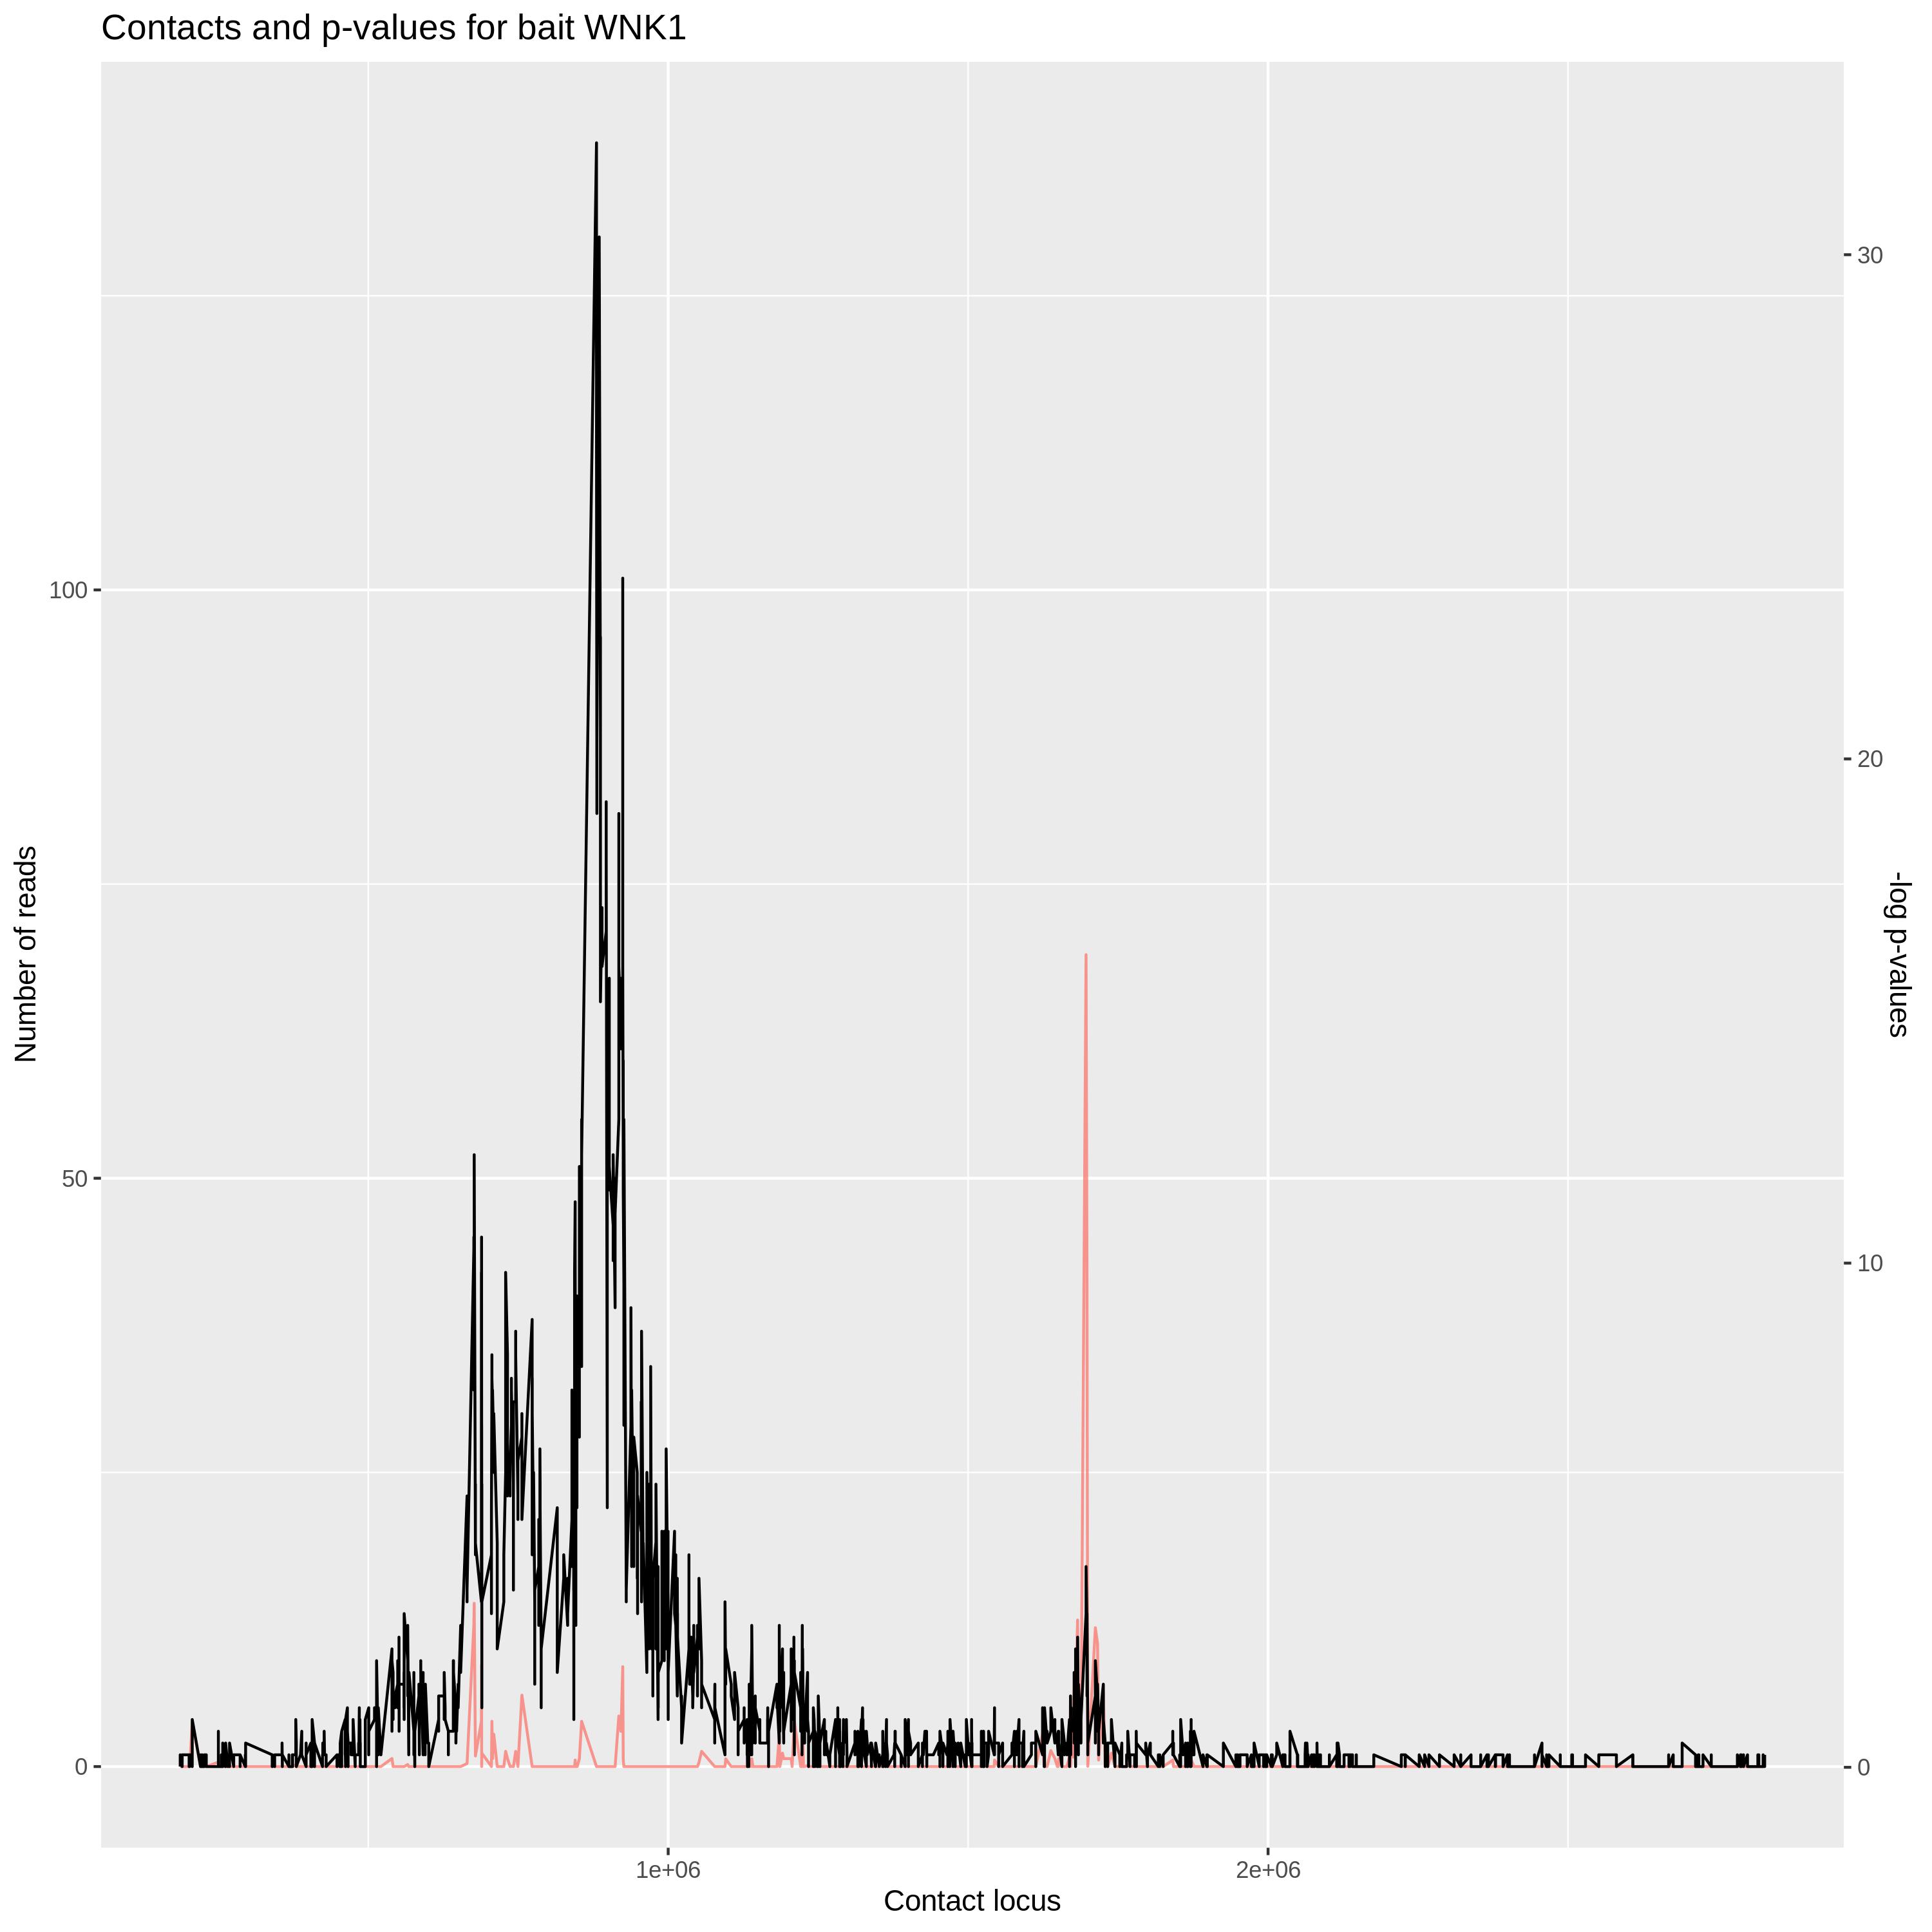 Contacts and p-values for bait WNK1
Number of reads
100
50
0
30
20
10
0
-log p-values
1e+06
2e+06
Contact locus